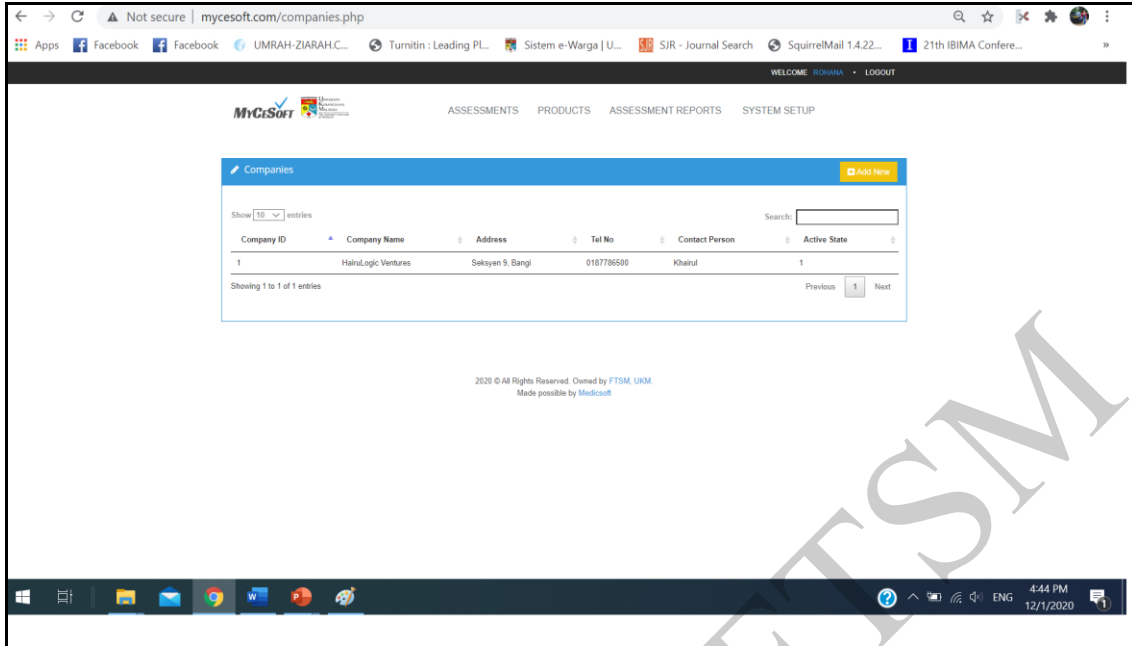 Not secure | mycesoft.com/companies.php
Apps Facebook Facebook UMRAH-ZIARAH.C... Turnitin : Leading Pl... Sistem e-Warga | U... SJR SJR - Journal Search SquirrelMail 1.4.22... 21th IBIMA Confere... »
WELCOME ROHANA • LOGOUT
MYCESOFT ASSESSMENTS PRODUCTS ASSESSMENT REPORTS SYSTEM SETUP
Companies Add New
Show 10 entries Search:
Company ID Company Name Address Tel No Contact Person Active State
1 HairuLogic Ventures Seksyen 9, Bangi 0187786500 Khairul 1
Showing 1 to 1 of 1 entries Previous 1 Next
2020 © All Rights Reserved. Owned by FTSM, UKM.
Made possible by Medicsoft
FTSM
ENG 4:44 PM
12/1/2020